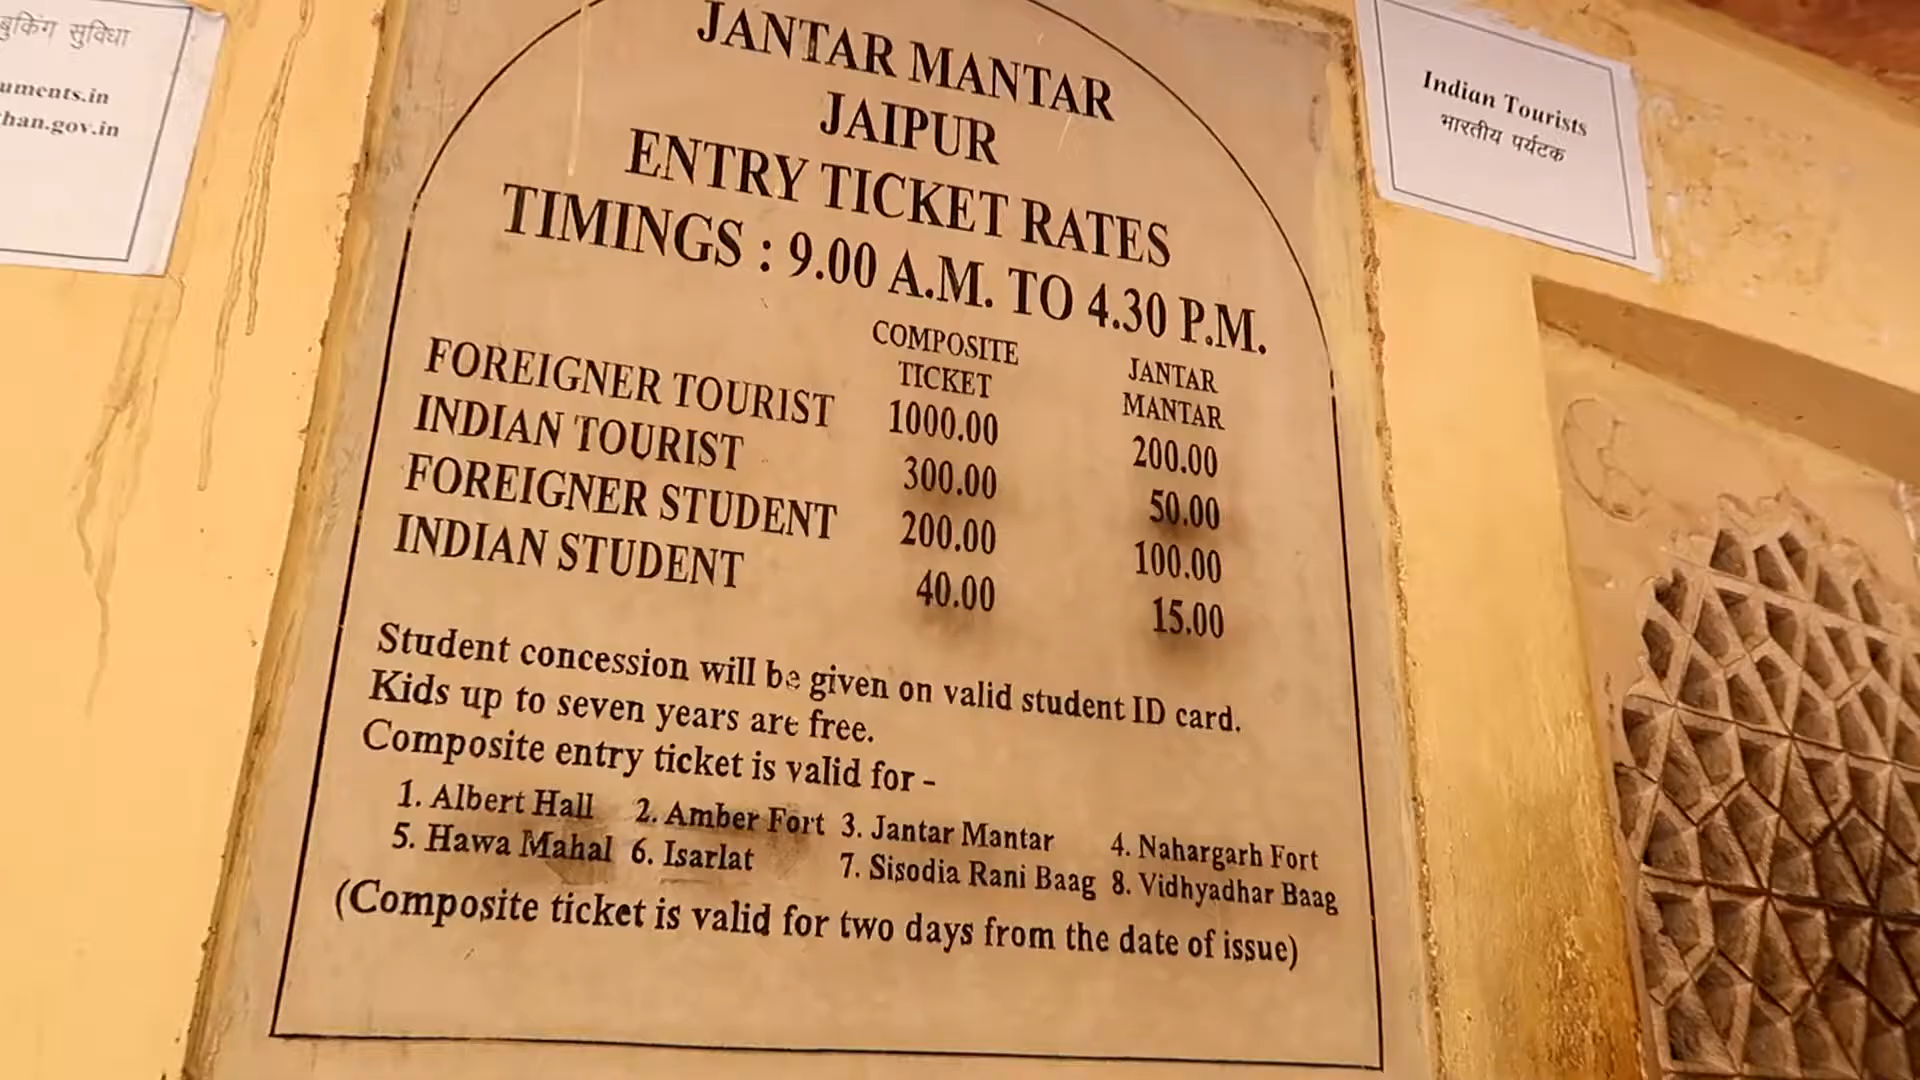 बुकिंग सुविधा
uments.in
han.gov.in
JANTAR MANTAR
JAIPUR
ENTRY TICKET RATES
TIMINGS : 9.00 A.M. TO 4.30 P.M.
COMPOSITE TICKET JANTAR MANTAR
FOREIGNER TOURIST 1000.00 200.00
INDIAN TOURIST 300.00 50.00
FOREIGNER STUDENT 200.00 100.00
INDIAN STUDENT 40.00 15.00
Student concession will be given on valid student ID card.
Kids up to seven years are free.
Composite entry ticket is valid for -
1. Albert Hall 2. Amber Fort 3. Jantar Mantar 4. Nahargarh Fort
5. Hawa Mahal 6. Isarlat 7. Sisodia Rani Baag 8. Vidhyadhar Baag
(Composite ticket is valid for two days from the date of issue)
Indian Tourists
भारतीय पर्यटक